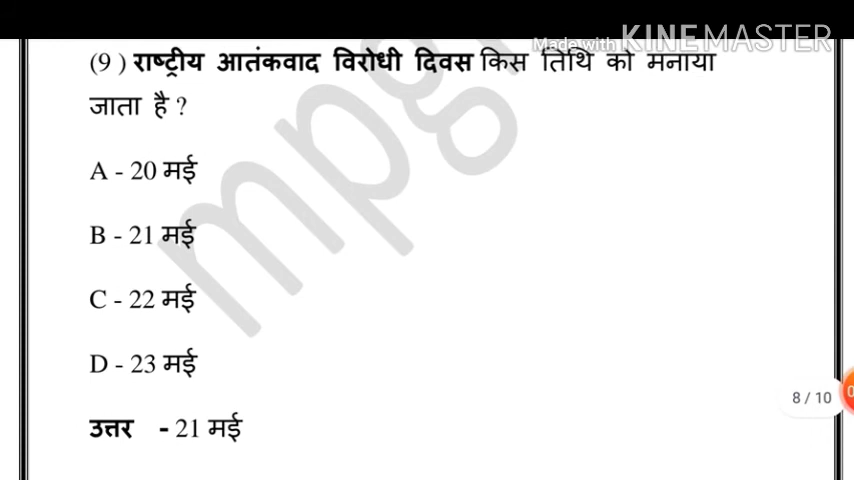 Made with KINEMASTER
(9 ) राष्ट्रीय आतंकवाद विरोधी दिवस किस तिथि को मनाया
जाता है ?
A - 20 मई
B - 21 मई
C - 22 मई
D - 23 मई
8 / 10
उत्तर - 21 मई